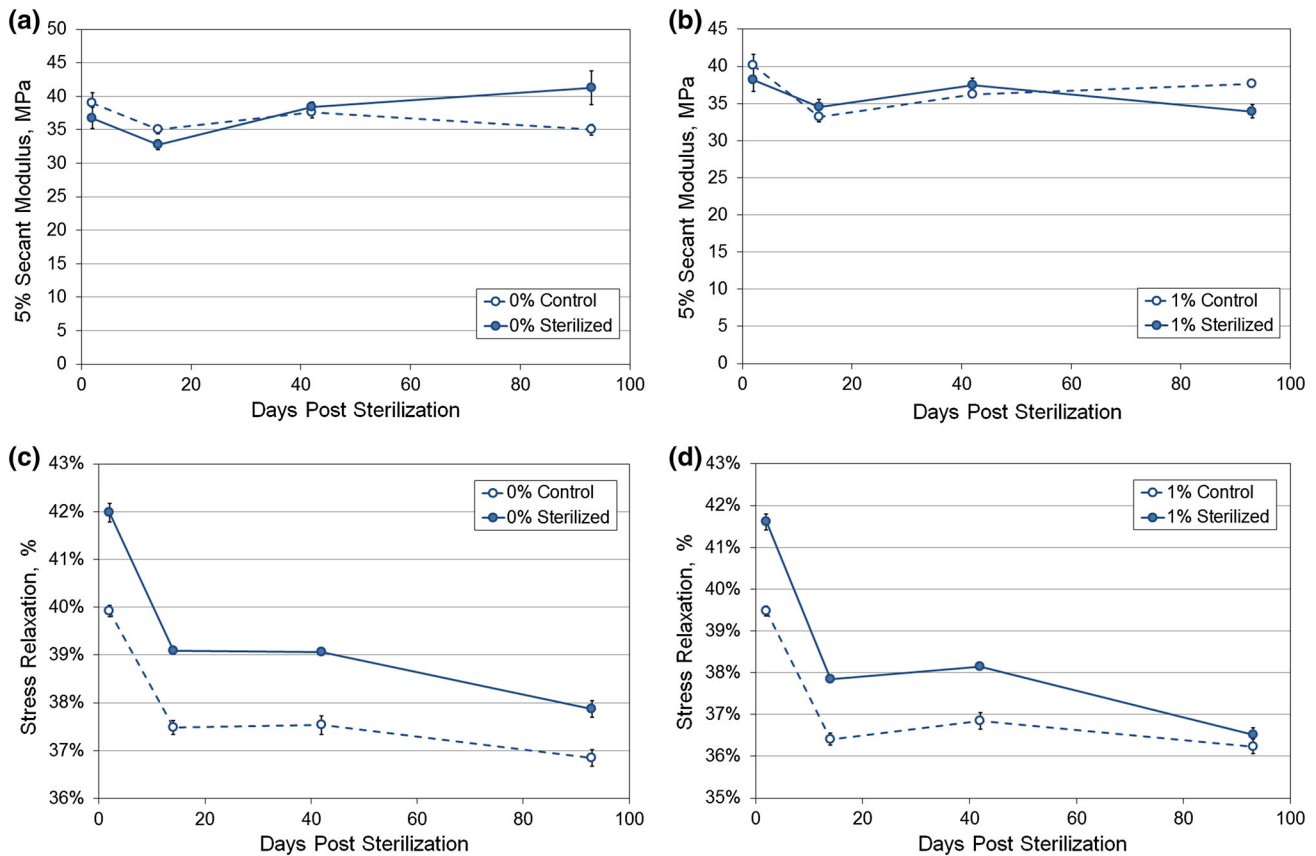 (a)
50
45
40
35
30
25
20
15
10
5
0
5% Secant Modulus, MPa
0% Control
0% Sterilized
0 20 40 60 80 100
Days Post Sterilization
(b)
45
40
35
30
25
20
15
10
5
0
5% Secant Modulus, MPa
1% Control
1% Sterilized
0 20 40 60 80 100
Days Post Sterilization
(c)
43%
42%
41%
40%
39%
38%
37%
36%
Stress Relaxation, %
0% Control
0% Sterilized
0 20 40 60 80 100
Days Post Sterilization
(d)
43%
42%
41%
40%
39%
38%
37%
36%
35%
Stress Relaxation, %
1% Control
1% Sterilized
0 20 40 60 80 100
Days Post Sterilization